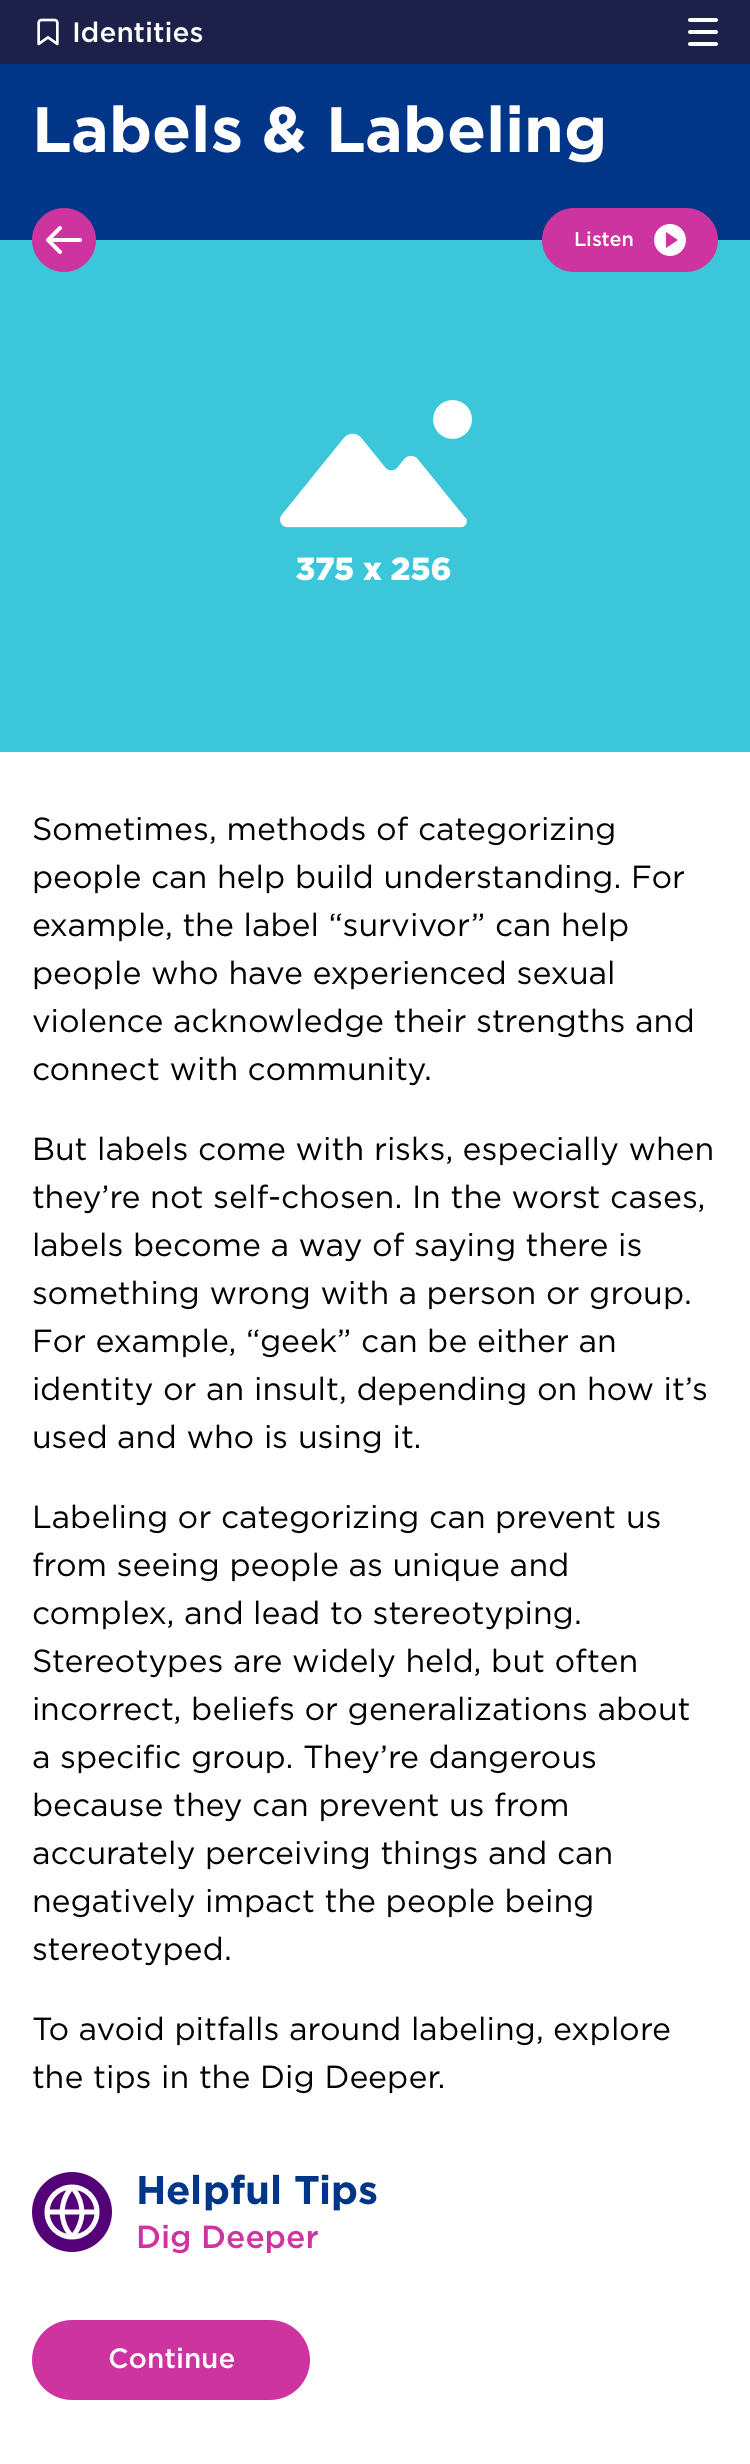 Identities
Labels & Labeling
Listen
375 x 256
Sometimes, methods of categorizing
people can help build understanding. For
example, the label “survivor” can help
people who have experienced sexual
violence acknowledge their strengths and
connect with community.
But labels come with risks, especially when
they’re not self-chosen. In the worst cases,
labels become a way of saying there is
something wrong with a person or group.
For example, “geek” can be either an
identity or an insult, depending on how it’s
used and who is using it.
Labeling or categorizing can prevent us
from seeing people as unique and
complex, and lead to stereotyping.
Stereotypes are widely held, but often
incorrect, beliefs or generalizations about
a specific group. They’re dangerous
because they can prevent us from
accurately perceiving things and can
negatively impact the people being
stereotyped.
To avoid pitfalls around labeling, explore
the tips in the Dig Deeper.
Helpful Tips
Dig Deeper
Continue